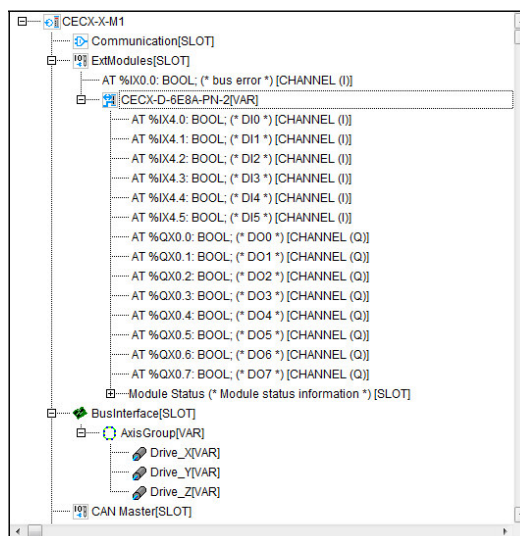 CECX-X-M1
Communication[SLOT]
ExtModules[SLOT]
AT %IX0.0: BOOL; (* bus error *) [CHANNEL (I)]
CECX-D-6E8A-PN-2[VAR]
AT %IX4.0: BOOL; (* DI0 *) [CHANNEL (I)]
AT %IX4.1: BOOL; (* DI1 *) [CHANNEL (I)]
AT %IX4.2: BOOL; (* DI2 *) [CHANNEL (I)]
AT %IX4.3: BOOL; (* DI3 *) [CHANNEL (I)]
AT %IX4.4: BOOL; (* DI4 *) [CHANNEL (I)]
AT %IX4.5: BOOL; (* DI5 *) [CHANNEL (I)]
AT %QX0.0: BOOL; (* DO0 *) [CHANNEL (Q)]
AT %QX0.1: BOOL; (* DO1 *) [CHANNEL (Q)]
AT %QX0.2: BOOL; (* DO2 *) [CHANNEL (Q)]
AT %QX0.3: BOOL; (* DO3 *) [CHANNEL (Q)]
AT %QX0.4: BOOL; (* DO4 *) [CHANNEL (Q)]
AT %QX0.5: BOOL; (* DO5 *) [CHANNEL (Q)]
AT %QX0.6: BOOL; (* DO6 *) [CHANNEL (Q)]
AT %QX0.7: BOOL; (* DO7 *) [CHANNEL (Q)]
Module Status (* Module status information *) [SLOT]
BusInterface[SLOT]
AxisGroup[VAR]
Drive_X[VAR]
Drive_Y[VAR]
Drive_Z[VAR]
CAN Master[SLOT]